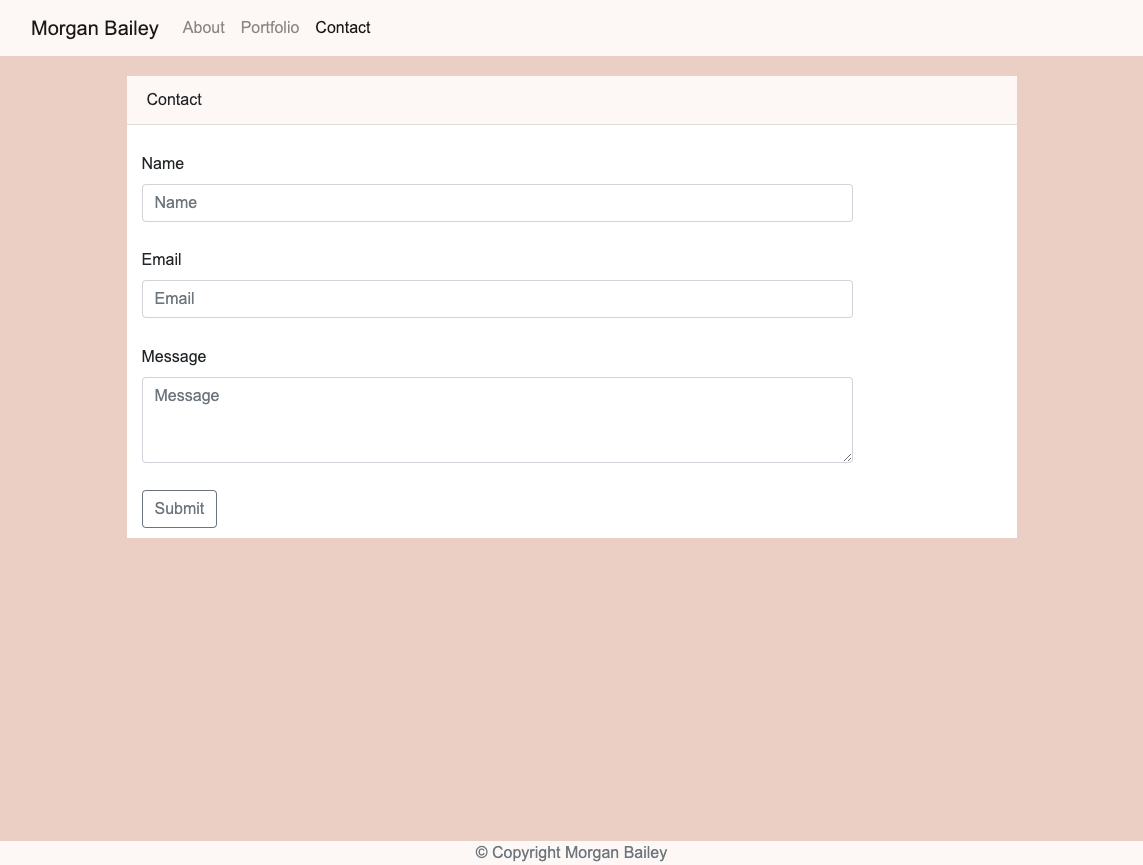 Morgan Bailey About Portfolio Contact
Contact
Name
Name
Email
Email
Message
Message
Submit
© Copyright Morgan Bailey